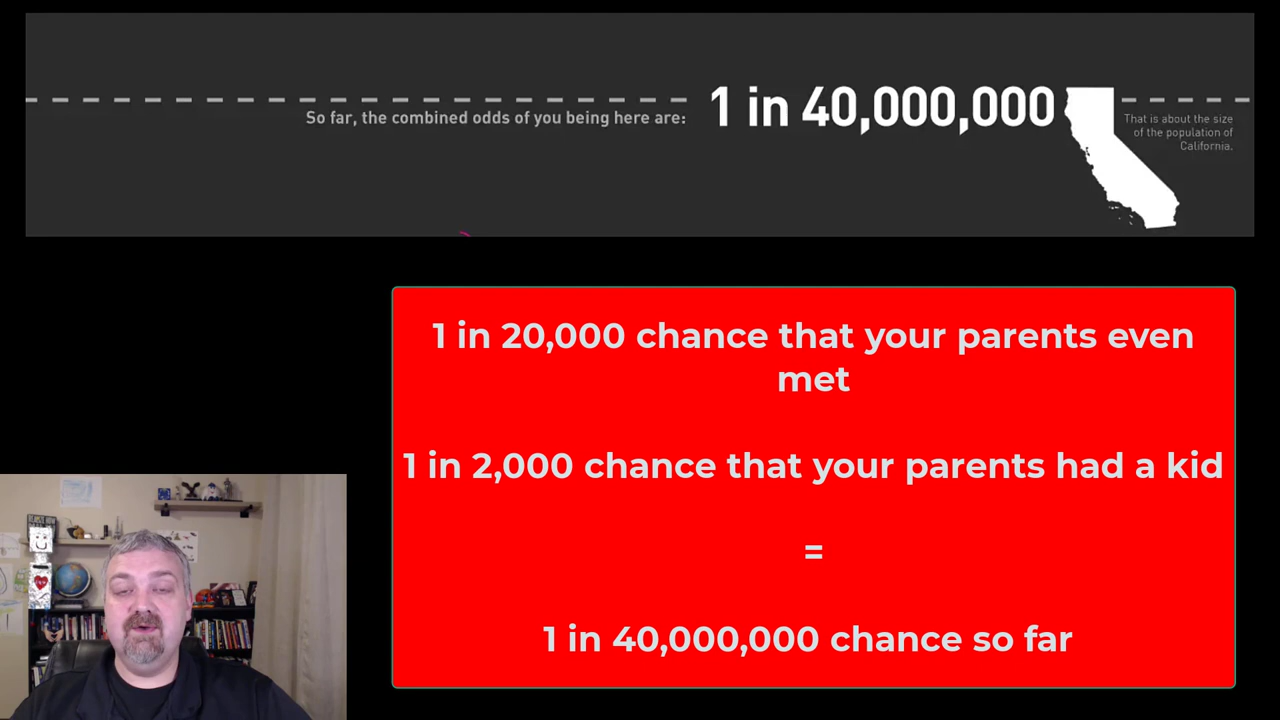 So far, the combined odds of you being here are:
1 in 40,000,000
That is about the size
of the population of
California.
1 in 20,000 chance that your parents even
met
1 in 2,000 chance that your parents had a kid
=
1 in 40,000,000 chance so far